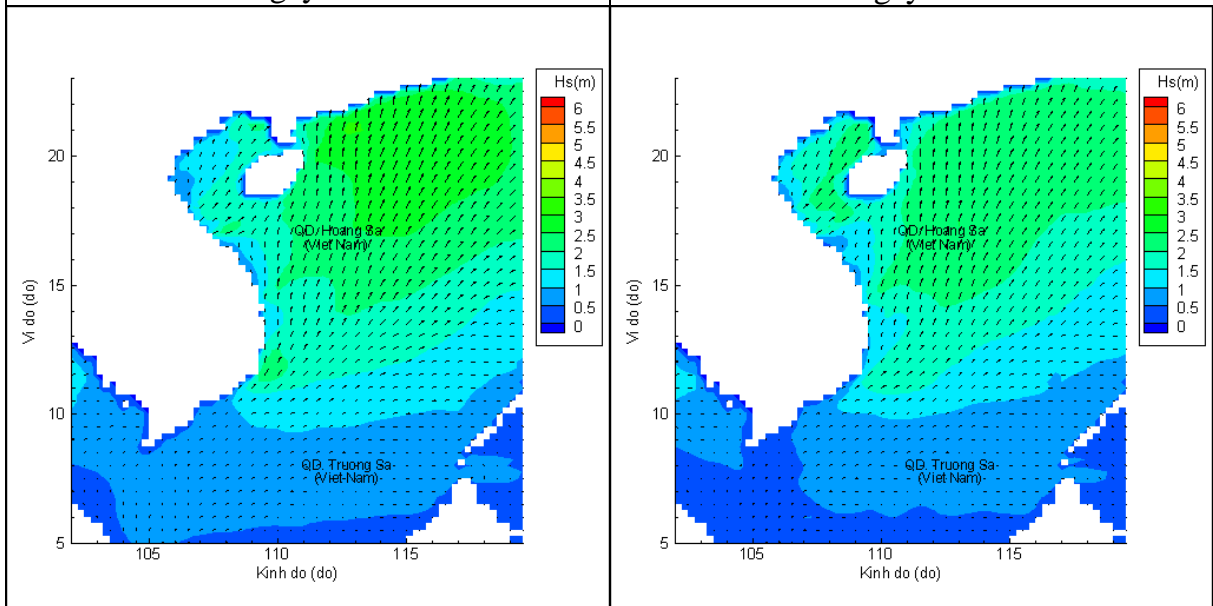 Hs(m)
6
5.5
5
4.5
4
3.5
3
2.5
2
1.5
1
0.5
0
20
15
10
5
Vi do (do)
QD. Hoang Sa
(Viet Nam)
QD. Truong Sa
(Viet Nam)
105
110
115
Kinh do (do)
Hs(m)
6
5.5
5
4.5
4
3.5
3
2.5
2
1.5
1
0.5
0
20
15
10
5
Vi do (do)
QD. Hoang Sa
(Viet Nam)
QD. Truong Sa
(Viet Nam)
105
110
115
Kinh do (do)